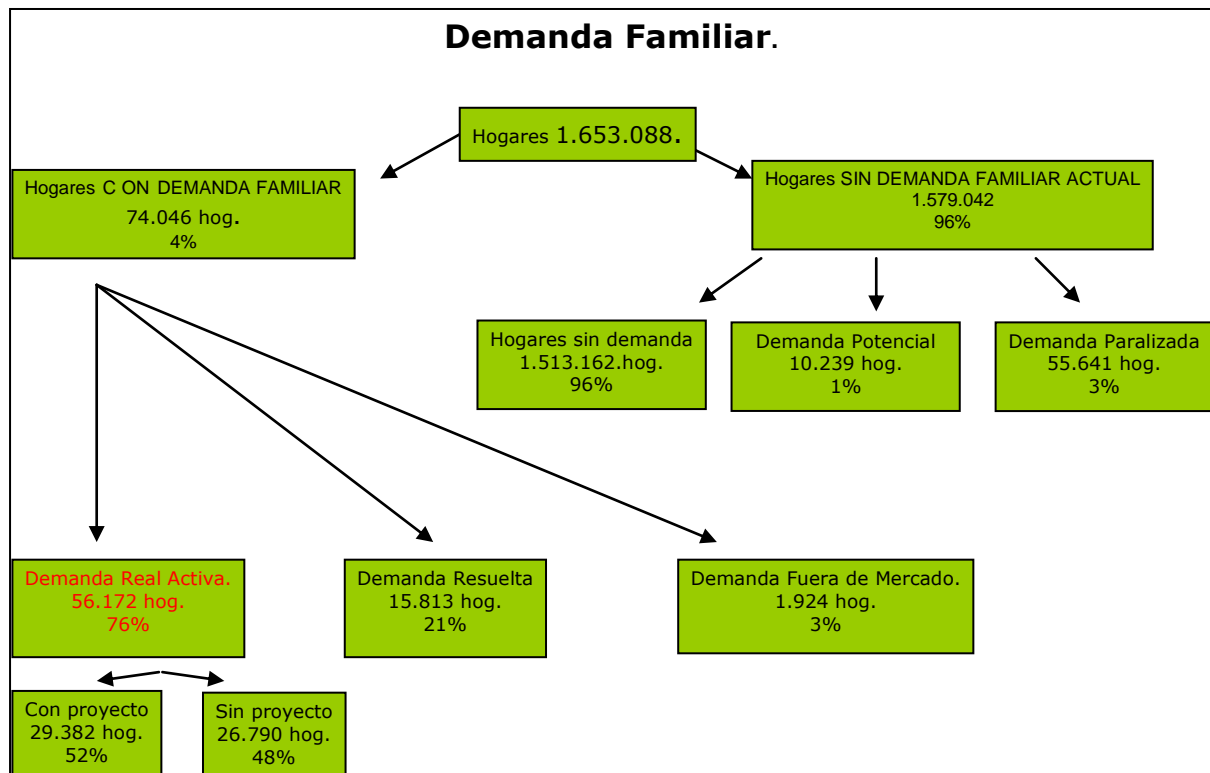 Demanda Familiar.
Hogares 1.653.088.
Hogares C ON DEMANDA FAMILIAR
74.046 hog.
4%
Hogares SIN DEMANDA FAMILIAR ACTUAL
1.579.042
96%
Hogares sin demanda
1.513.162.hog.
96%
Demanda Potencial
10.239 hog.
1%
Demanda Paralizada
55.641 hog.
3%
Demanda Real Activa.
56.172 hog.
76%
Demanda Resuelta
15.813 hog.
21%
Demanda Fuera de Mercado.
1.924 hog.
3%
Con proyecto
29.382 hog.
52%
Sin proyecto
26.790 hog.
48%